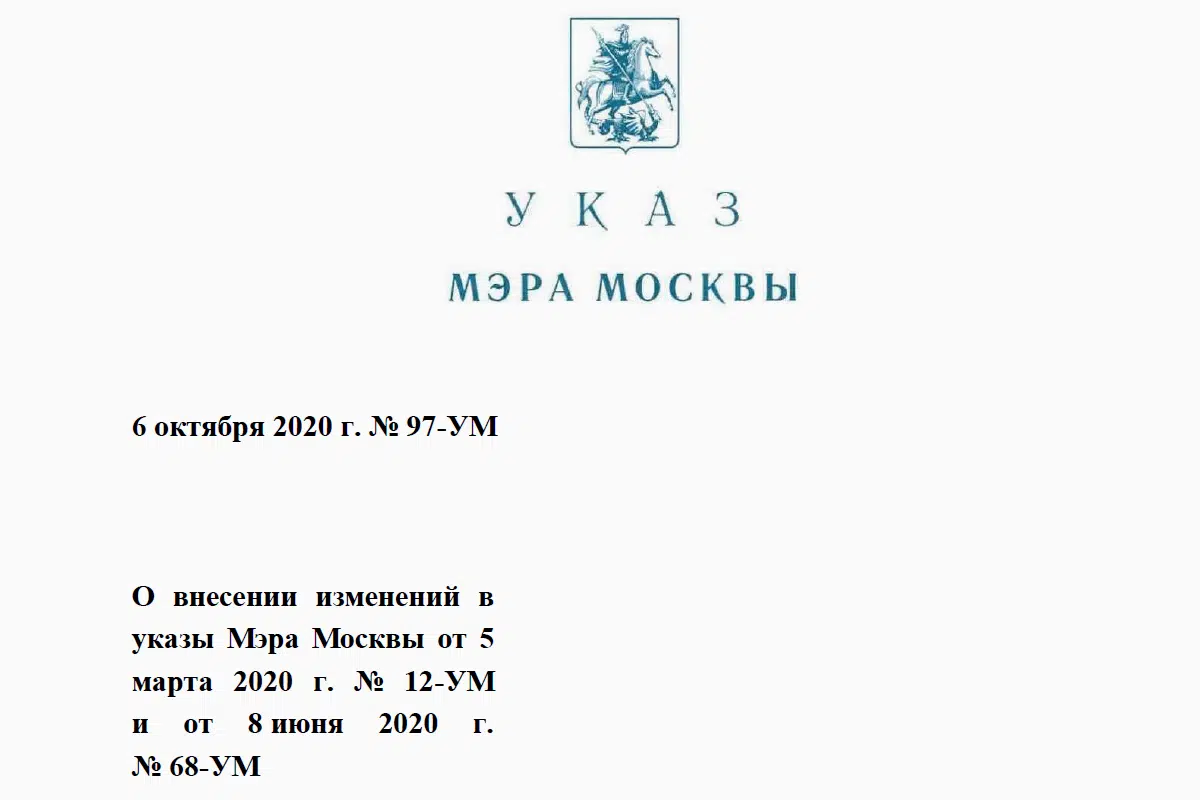 УКАЗ
МЭРА МОСКВЫ
6 октября 2020 г. № 97-УМ
О внесении изменений в
указы Мэра Москвы от 5
марта 2020 г. № 12-УМ
и от 8 июня 2020 г.
№ 68-УМ